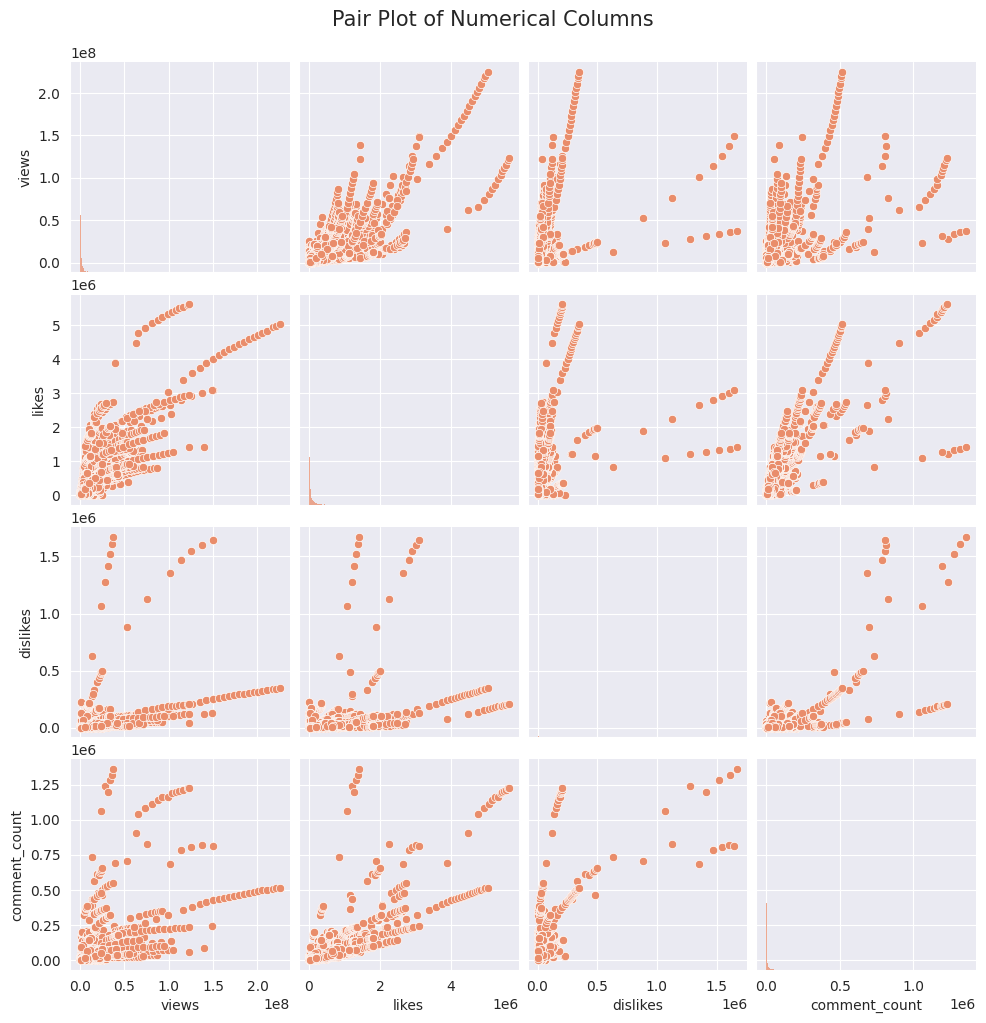 Pair Plot of Numerical Columns
1e8
2.0
1.5
1.0
0.5
0.0
views
1e6
5
4
3
2
1
0
likes
1e6
1.5
1.0
0.5
0.0
dislikes
1e6
1.25
1.00
0.75
0.50
0.25
0.00
comment_count
0.0 0.5 1.0 1.5 2.0
views
1e8
0 2 4
likes
1e6
0.0 0.5 1.0 1.5
dislikes
1e6
0.0 0.5 1.0
comment_count
1e6